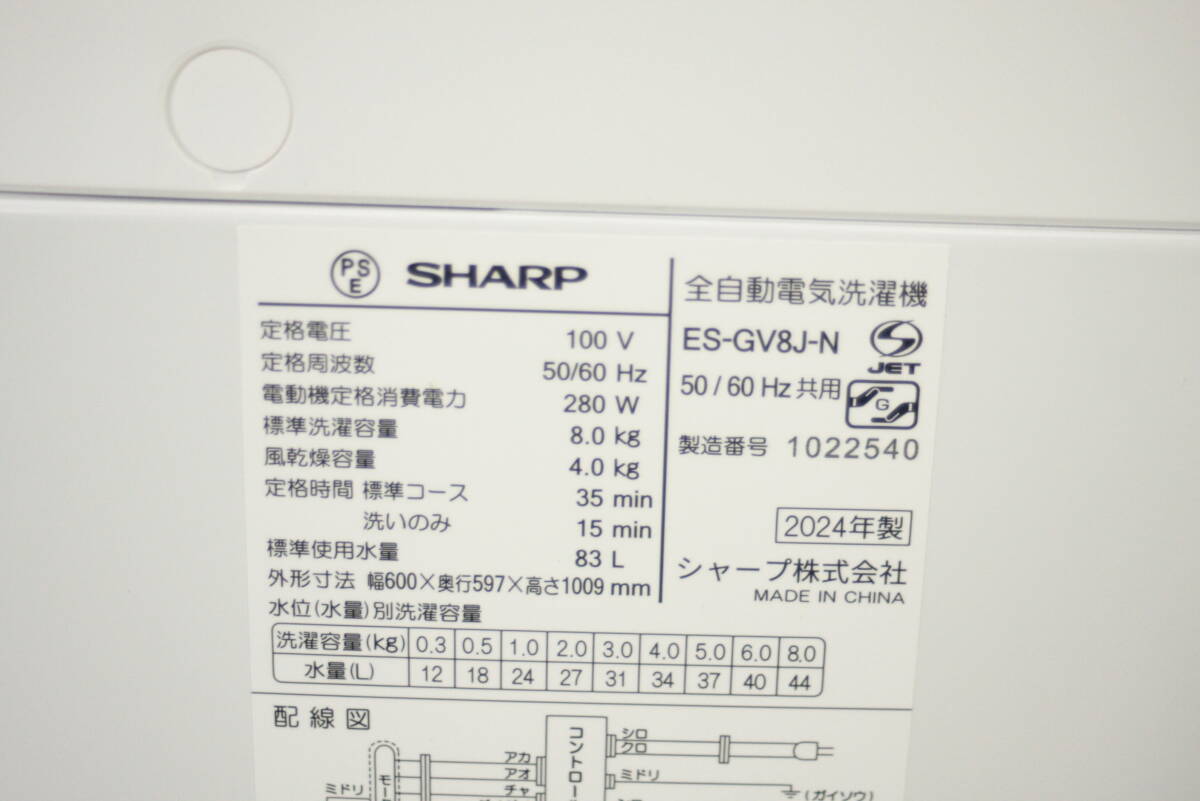 PSE SHARP
定格電圧 100 V
定格周波数 50/60 Hz
電動機定格消費電力 280 W
標準洗濯容量 8.0 kg
風乾燥容量 4.0 kg
定格時間 標準コース 35 min
洗いのみ 15 min
標準使用水量 83 L
外形寸法 幅600×奥行597×高さ1009 mm
全自動電気洗濯機
ES-GV8J-N
JET
50/60 Hz 共用
G
製造番号 1022540
2024年製
シャープ株式会社
MADE IN CHINA
水位(水量)別洗濯容量
洗濯容量(kg) 0.3 0.5 1.0 2.0 3.0 4.0 5.0 6.0 8.0
水量(L) 12 18 24 27 31 34 37 40 44
配線図
コントロール
シロ
クロ
アカ
アオ
チャ
ミドリ
ミドリ
(ガイソウ)
モー